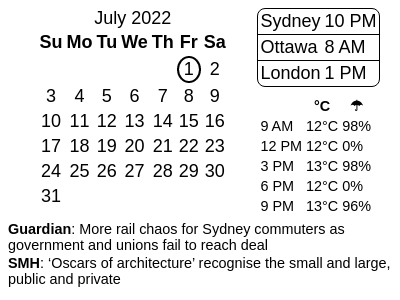 July 2022
Su Mo Tu We Th Fr Sa
1 2
3 4 5 6 7 8 9
10 11 12 13 14 15 16
17 18 19 20 21 22 23
24 25 26 27 28 29 30
31
Sydney 10 PM
Ottawa 8 AM
London 1 PM
°C ☂
9 AM 12°C 98%
12 PM 12°C 0%
3 PM 13°C 98%
6 PM 12°C 0%
9 PM 13°C 96%
Guardian: More rail chaos for Sydney commuters as
government and unions fail to reach deal
SMH: ‘Oscars of architecture’ recognise the small and large,
public and private